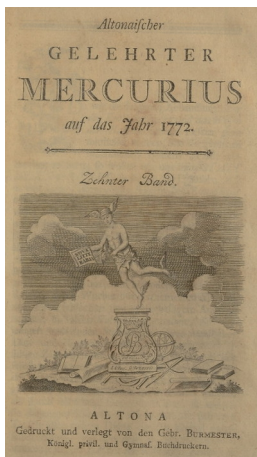 Altonaischer
GELEHRTER
MERCURIUS
auf das Jahr 1772.
Zehnter Band.
ALTONA
Gedruckt und verlegt von den Gebr. BURMESTER,
Königl. privil. und Gymnas. Buchdruckern.